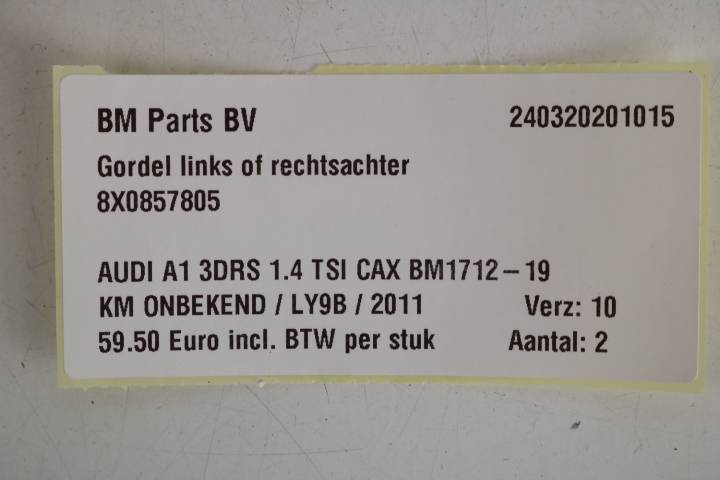 BM Parts BV 240320201015
Gordel links of rechtsachter
8X0857805
AUDI A1 3DRS 1.4 TSI CAX BM1712-19
KM ONBEKEND / LY9B / 2011 Verz: 10
59.50 Euro incl. BTW per stuk Aantal: 2